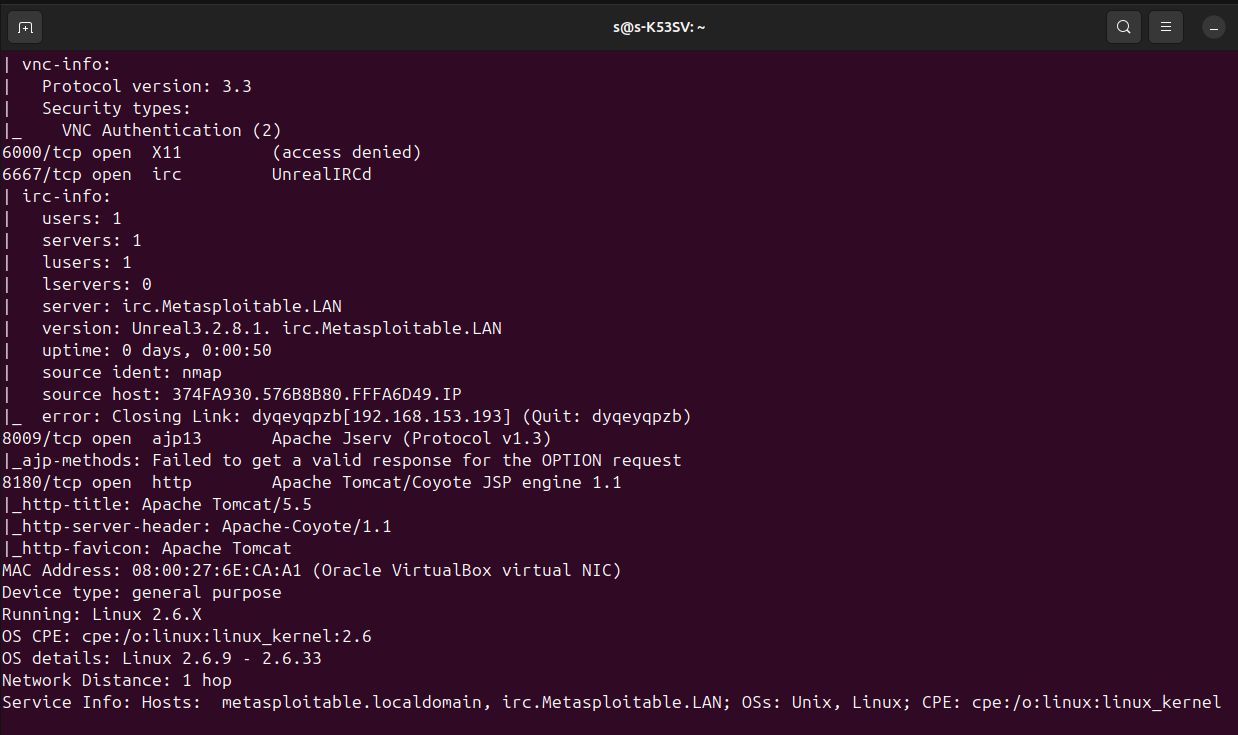 s@s-K53SV: ~
| vnc-info:
|   Protocol version: 3.3
|   Security types:
|_    VNC Authentication (2)
6000/tcp open  X11         (access denied)
6667/tcp open  irc         UnrealIRCd
| irc-info:
|   users: 1
|   servers: 1
|   lusers: 1
|   lservers: 0
|   server: irc.Metasploitable.LAN
|   version: Unreal3.2.8.1. irc.Metasploitable.LAN
|   uptime: 0 days, 0:00:50
|   source ident: nmap
|   source host: 374FA930.576B8B80.FFFA6D49.IP
|_  error: Closing Link: dyqeyqpzb[192.168.153.193] (Quit: dyqeyqpzb)
8009/tcp open  ajp13       Apache Jserv (Protocol v1.3)
|_ajp-methods: Failed to get a valid response for the OPTION request
8180/tcp open  http        Apache Tomcat/Coyote JSP engine 1.1
|_http-title: Apache Tomcat/5.5
|_http-server-header: Apache-Coyote/1.1
|_http-favicon: Apache Tomcat
MAC Address: 08:00:27:6E:CA:A1 (Oracle VirtualBox virtual NIC)
Device type: general purpose
Running: Linux 2.6.X
OS CPE: cpe:/o:linux:linux_kernel:2.6
OS details: Linux 2.6.9 - 2.6.33
Network Distance: 1 hop
Service Info: Hosts:  metasploitable.localdomain, irc.Metasploitable.LAN; OSs: Unix, Linux; CPE: cpe:/o:linux:linux_kernel